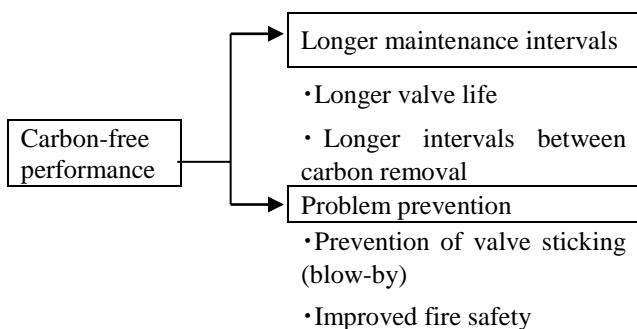 Longer maintenance intervals
・Longer valve life
・Longer intervals between
carbon removal
Carbon-free
performance
Problem prevention
・Prevention of valve sticking
(blow-by)
・Improved fire safety